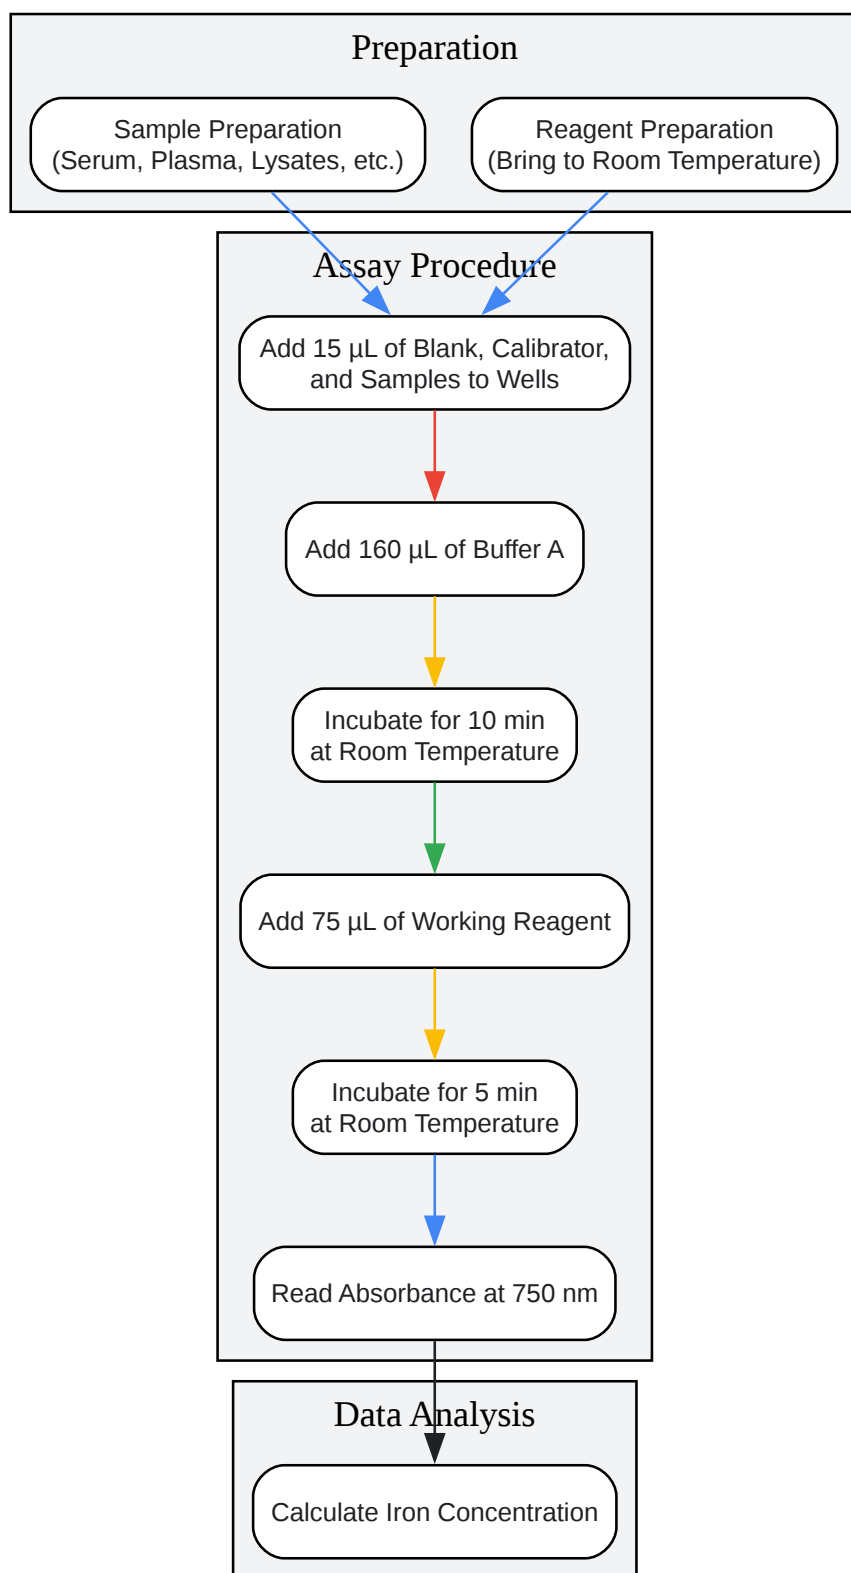 Preparation
Sample Preparation
(Serum, Plasma, Lysates, etc.)
Reagent Preparation
(Bring to Room Temperature)
Assay Procedure
Add 15 µL of Blank, Calibrator,
and Samples to Wells
Add 160 µL of Buffer A
Incubate for 10 min
at Room Temperature
Add 75 µL of Working Reagent
Incubate for 5 min
at Room Temperature
Read Absorbance at 750 nm
Data Analysis
Calculate Iron Concentration